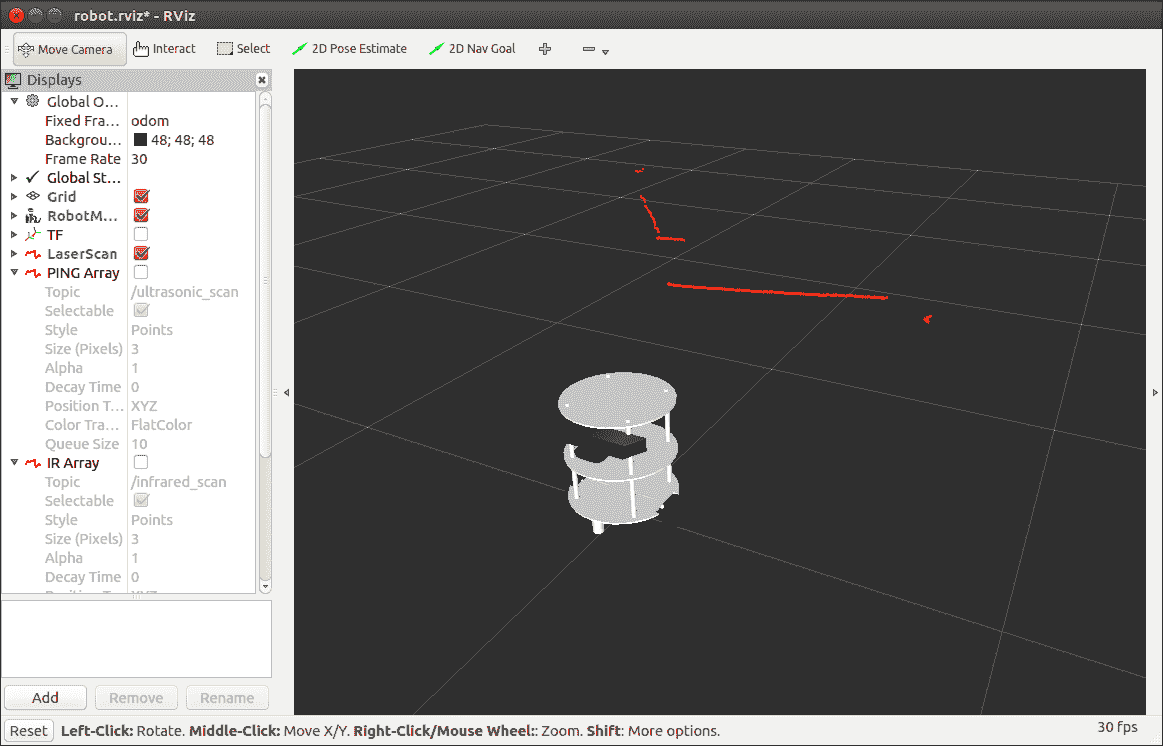 robot.rviz* - RViz
Move Camera Interact Select 2D Pose Estimate 2D Nav Goal
Displays
Global O...
Fixed Fra... odom
Backgrou... 48; 48; 48
Frame Rate 30
Global St...
Grid
RobotM...
TF
LaserScan
PING Array
Topic /ultrasonic_scan
Selectable
Style Points
Size (Pixels) 3
Alpha 1
Decay Time 0
Position T... XYZ
Color Tra... FlatColor
Queue Size 10
IR Array
Topic /infrared_scan
Selectable
Style Points
Size (Pixels) 3
Alpha 1
Decay Time 0
Add Remove Rename
Reset Left-Click: Rotate. Middle-Click: Move X/Y. Right-Click/Mouse Wheel:: Zoom. Shift: More options. 30 fps